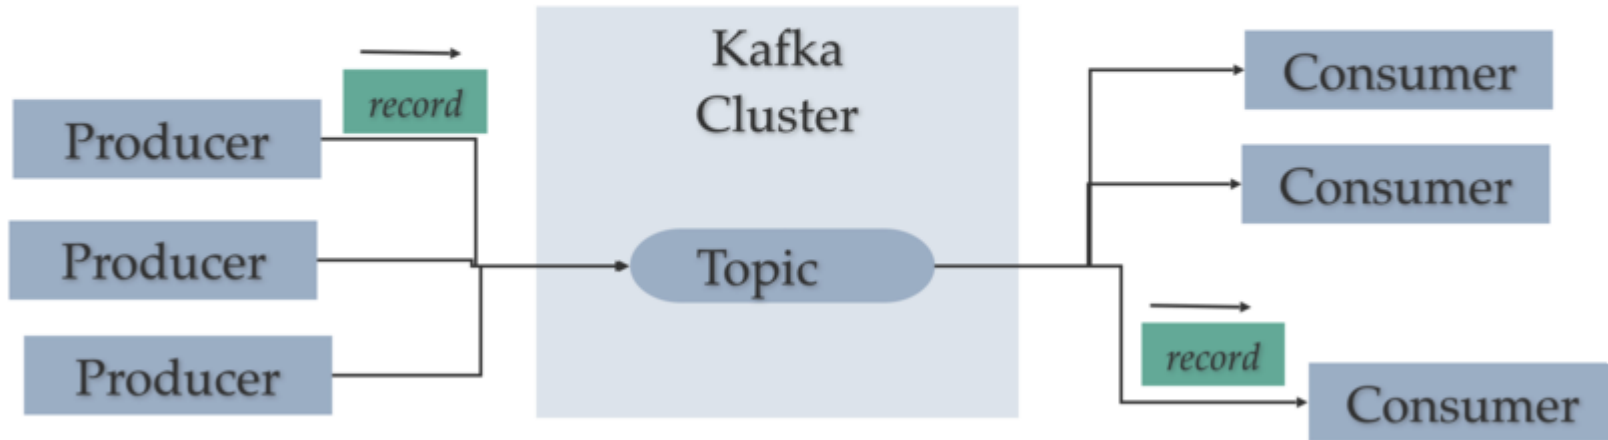 Producer
record
Producer
Producer
Kafka
Cluster
Topic
Consumer
Consumer
record
Consumer